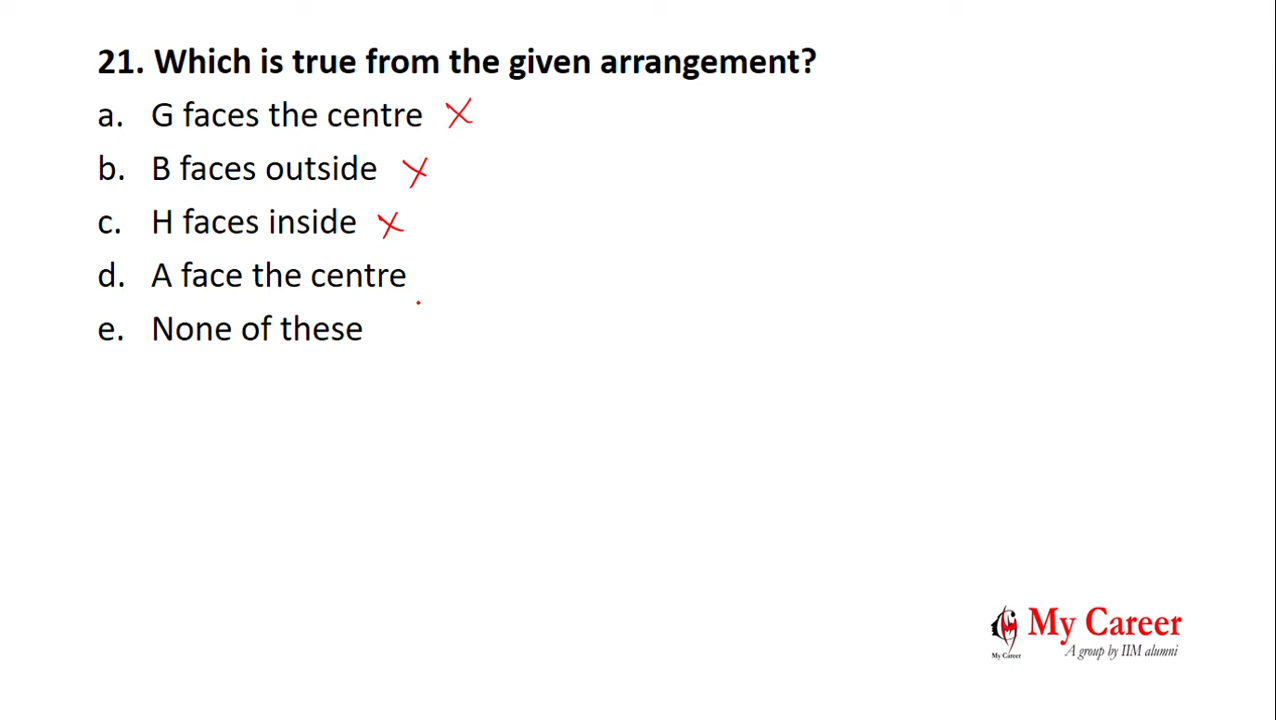 21. Which is true from the given arrangement?
a. G faces the centre
b. B faces outside
c. H faces inside
d. A face the centre
e. None of these
My Career
A group by IIM alumni
My Career